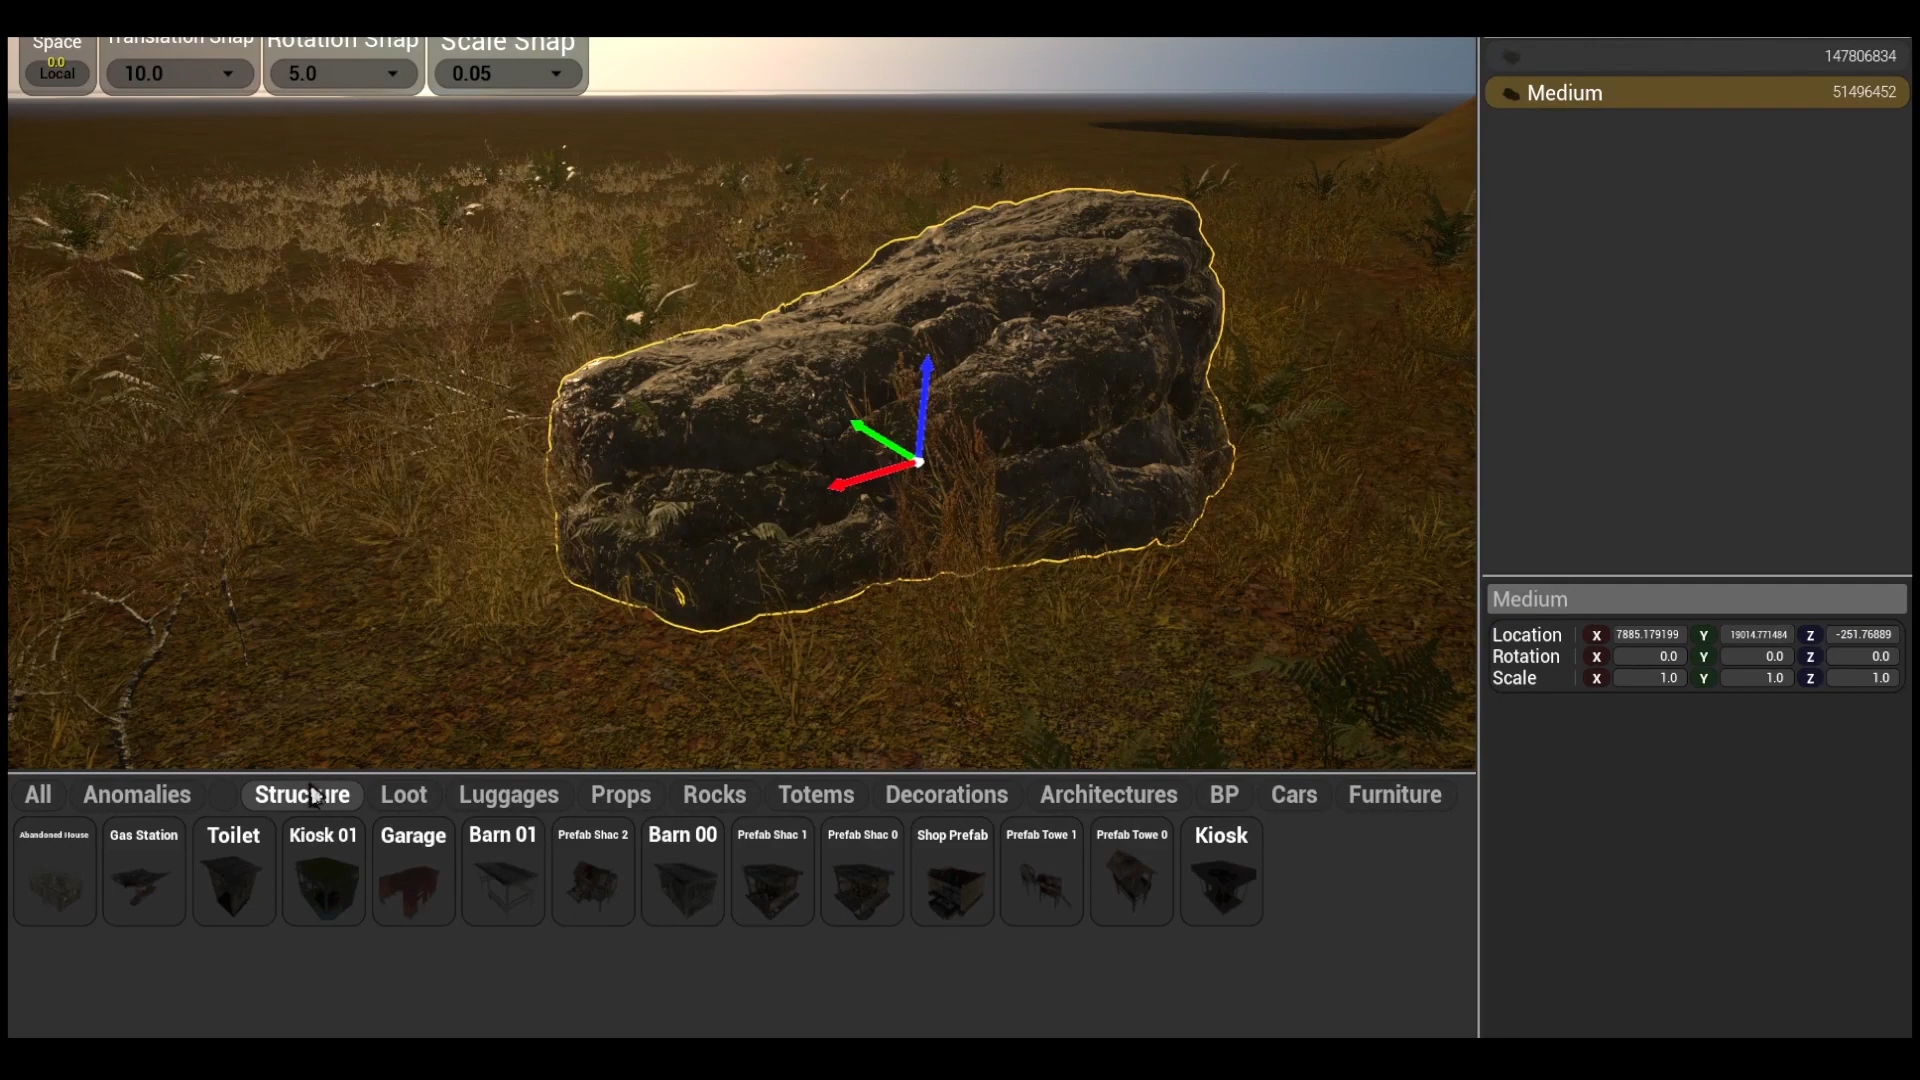 Space
0.0
Local
Translation Snap
10.0
Rotation Snap
5.0
Scale Snap
0.05
147806834
Medium 51496452
Medium
Location X 7885.179199 Y 19014.771484 Z -251.76889
Rotation X 0.0 Y 0.0 Z 0.0
Scale X 1.0 Y 1.0 Z 1.0
All Anomalies Structure Loot Luggages Props Rocks Totems Decorations Architectures BP Cars Furniture
Abandoned House Gas Station Toilet Kiosk 01 Garage Barn 01 Prefab Shac 2 Barn 00 Prefab Shac 1 Prefab Shac 0 Shop Prefab Prefab Towe 1 Prefab Towe 0 Kiosk